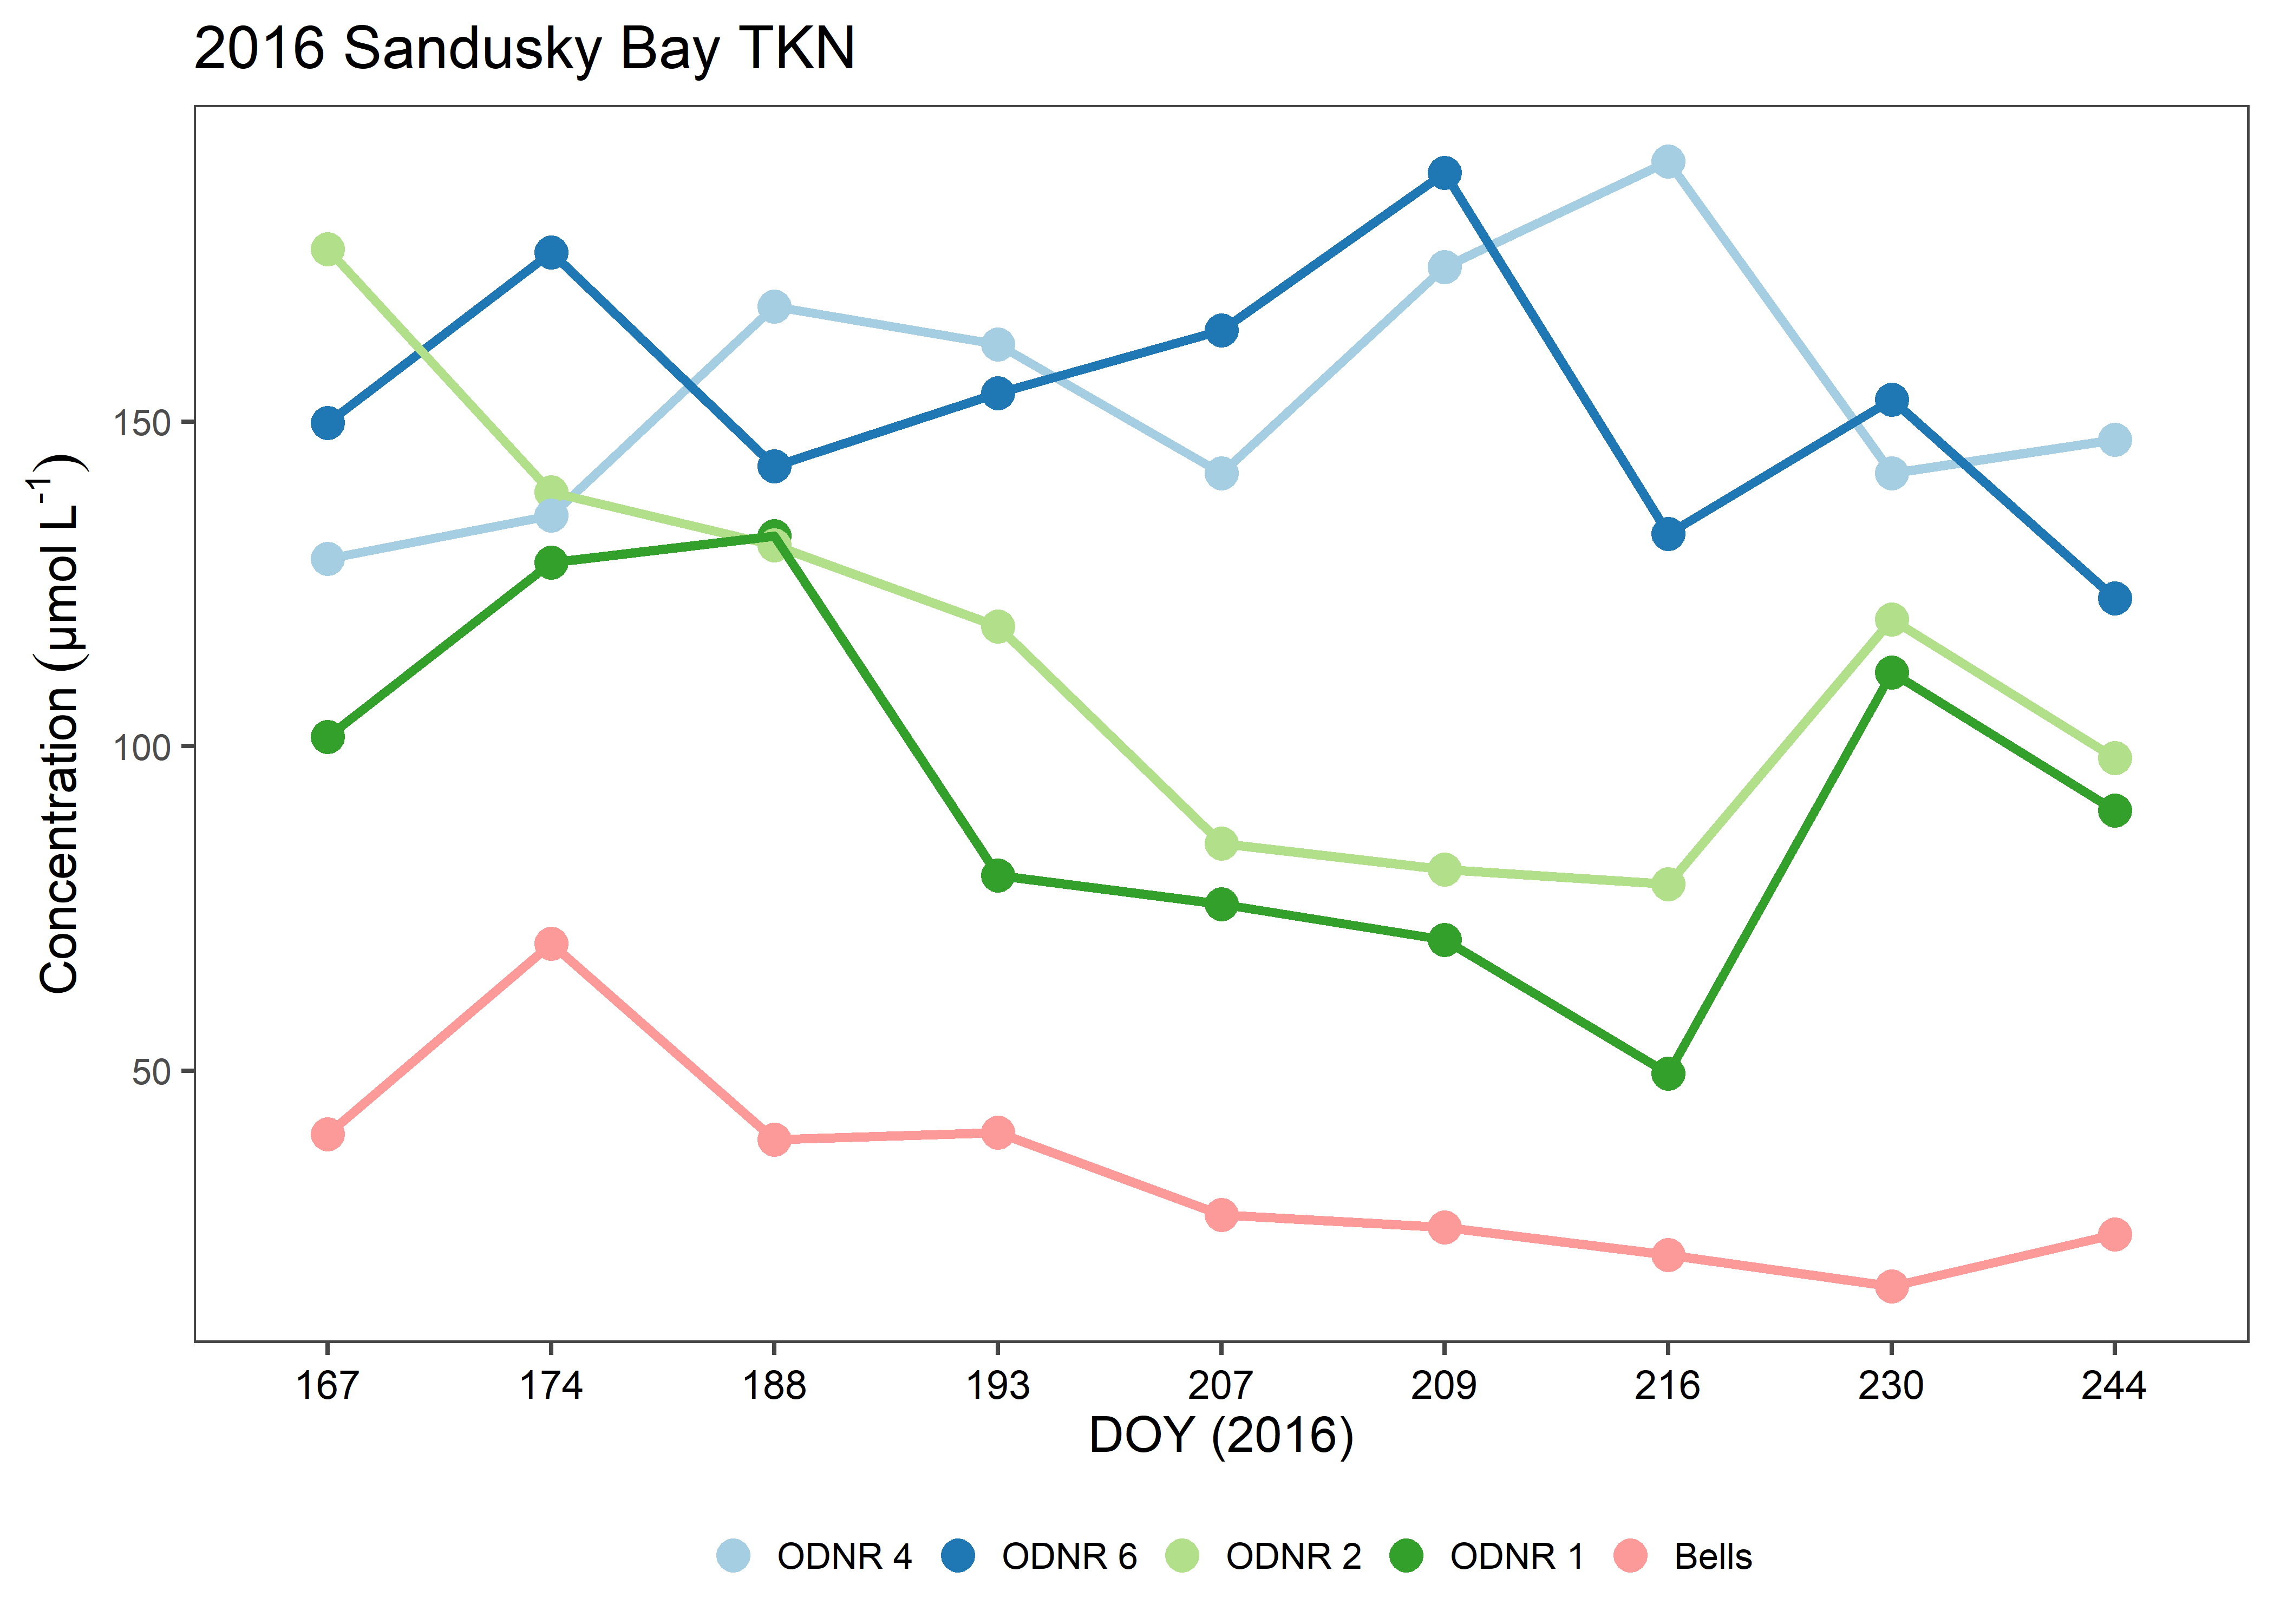 2016 Sandusky Bay TKN
Concentration (μmol L⁻¹)
150
100
50
167 174 188 193 207 209 216 230 244
DOY (2016)
ODNR 4 ODNR 6 ODNR 2 ODNR 1 Bells